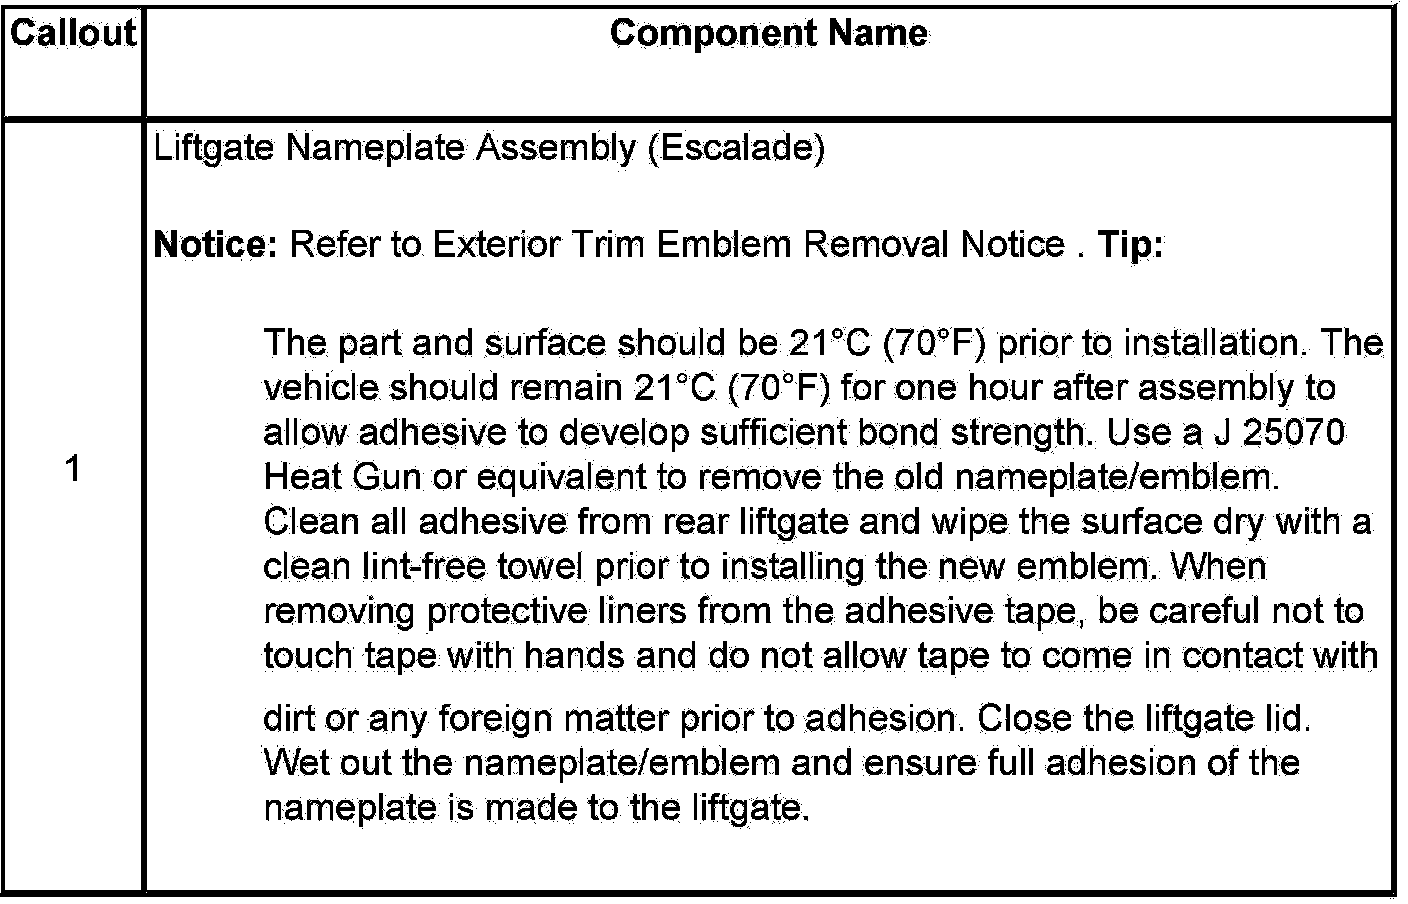 Callout
Component Name
Liftgate Nameplate Assembly (Escalade)
Notice: Refer to Exterior Trim Emblem Removal Notice . Tip:
1
The part and surface should be 21°C (70°F) prior to installation. The
vehicle should remain 21°C (70°F) for one hour after assembly to
allow adhesive to develop sufficient bond strength. Use a J 25070
Heat Gun or equivalent to remove the old nameplate/emblem.
Clean all adhesive from rear liftgate and wipe the surface dry with a
clean lint-free towel prior to installing the new emblem. When
removing protective liners from the adhesive tape, be careful not to
touch tape with hands and do not allow tape to come in contact with
dirt or any foreign matter prior to adhesion. Close the liftgate lid.
Wet out the nameplate/emblem and ensure full adhesion of the
nameplate is made to the liftgate.